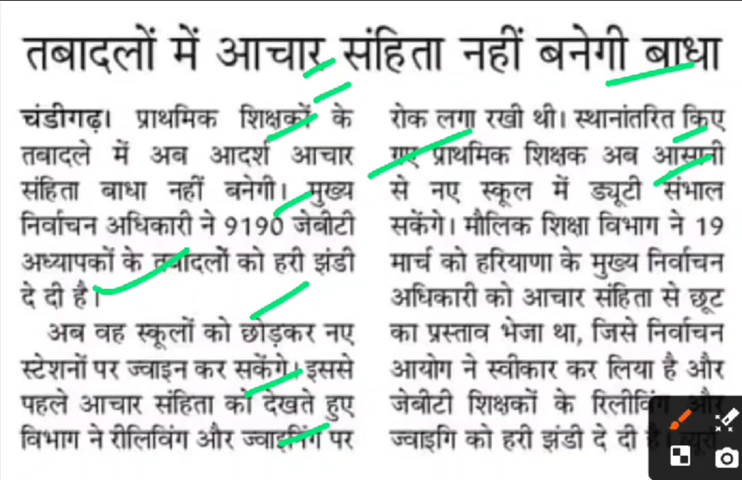 तबादलों में आचार संहिता नहीं बनेगी बाधा
चंडीगढ़। प्राथमिक शिक्षकों के
तबादले में अब आदर्श आचार
संहिता बाधा नहीं बनेगी। मुख्य
निर्वाचन अधिकारी ने 9190 जेबीटी
अध्यापकों के तबादलों को हरी झंडी
दे दी है।
अब वह स्कूलों को छोड़कर नए
स्टेशनों पर ज्वाइन कर सकेंगे। इससे
पहले आचार संहिता को देखते हुए
विभाग ने रीलिविंग और ज्वाइनिंग पर
रोक लगा रखी थी। स्थानांतरित किए
गए प्राथमिक शिक्षक अब आसानी
से नए स्कूल में ड्यूटी संभाल
सकेंगे। मौलिक शिक्षा विभाग ने 19
मार्च को हरियाणा के मुख्य निर्वाचन
अधिकारी को आचार संहिता से छूट
का प्रस्ताव भेजा था, जिसे निर्वाचन
आयोग ने स्वीकार कर लिया है और
जेबीटी शिक्षकों के रिलीविंग और
ज्वाइगि को हरी झंडी दे दी है। ब्यूरो